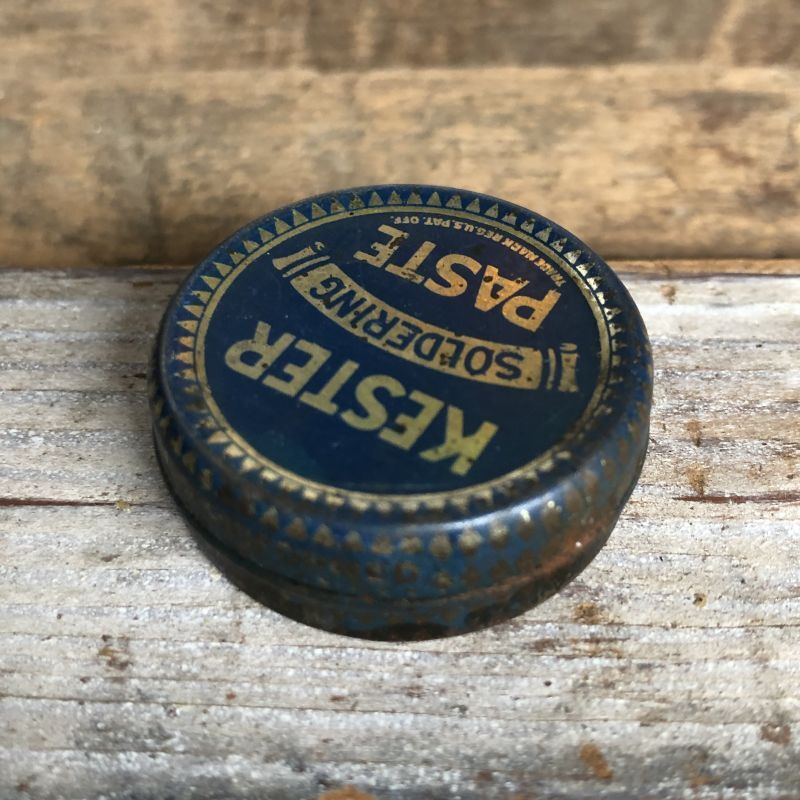 KESTER
SOLDERING
PASTE
TRADE MARK REG. U.S. PAT. OFF.